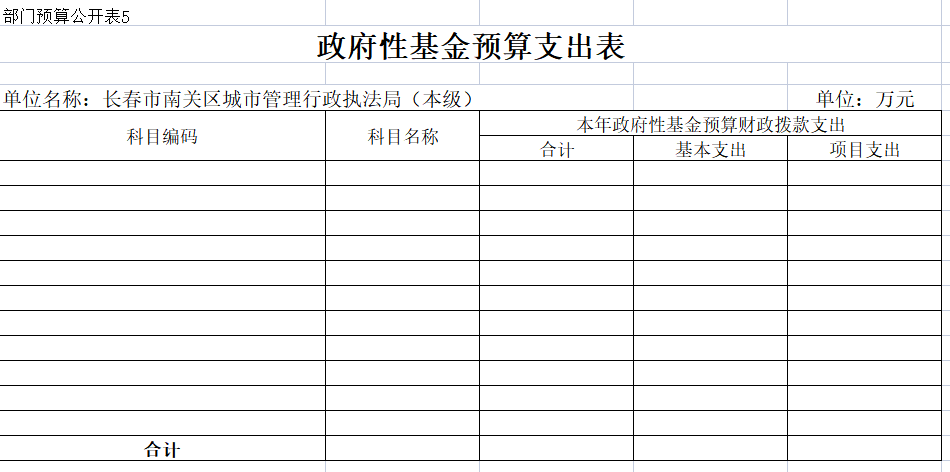 部门预算公开表5
政府性基金预算支出表
单位名称：长春市南关区城市管理行政执法局（本级） 单位：万元
科目编码 科目名称 本年政府性基金预算财政拨款支出
合计 基本支出 项目支出
合计